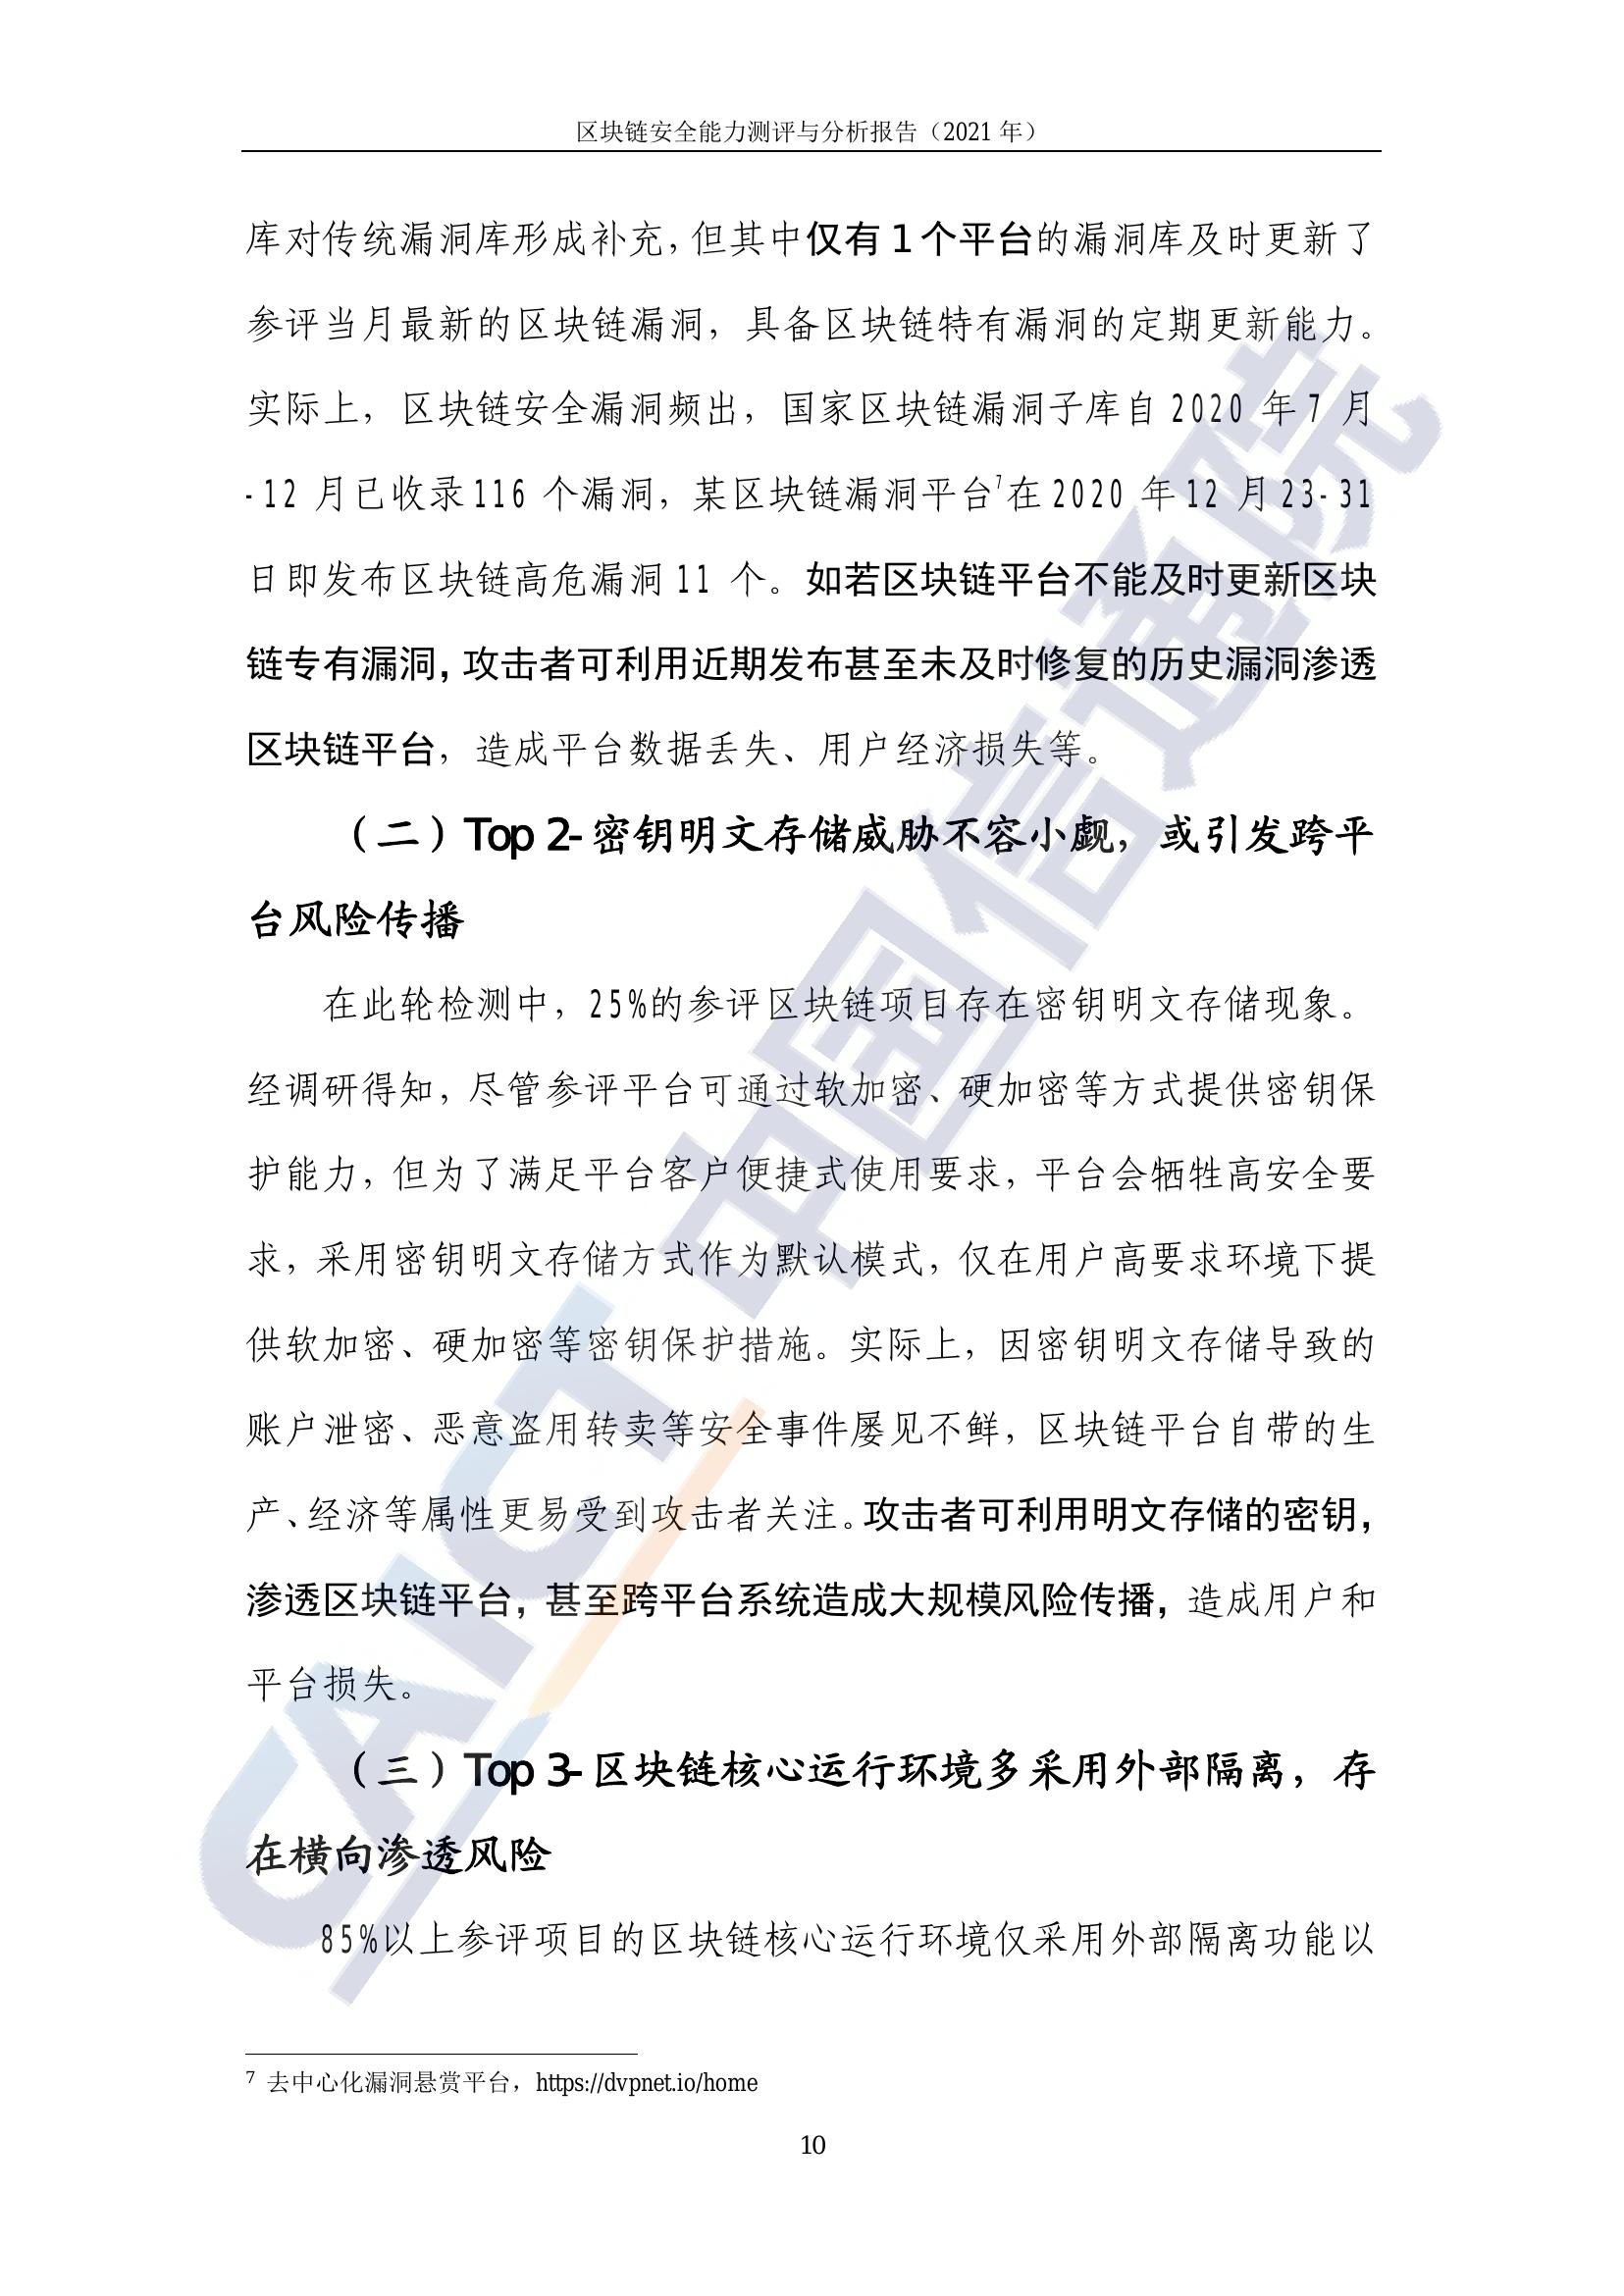 区块链安全能力测评与分析报告（2021 年）
库对传统漏洞库形成补充，但其中仅有 1 个平台的漏洞库及时更新了
参评当月最新的区块链漏洞，具备区块链特有漏洞的定期更新能力。
实际上，区块链安全漏洞频出，国家区块链漏洞子库自 2020 年 7 月
-12 月已收录 116 个漏洞，某区块链漏洞平台7在 2020 年 12 月 23-31
日即发布区块链高危漏洞 11 个。如若区块链平台不能及时更新区块
链专有漏洞，攻击者可利用近期发布甚至未及时修复的历史漏洞渗透
区块链平台，造成平台数据丢失、用户经济损失等。
（二）Top 2-密钥明文存储威胁不容小觑，或引发跨平
台风险传播
在此轮检测中，25%的参评区块链项目存在密钥明文存储现象。
经调研得知，尽管参评平台可通过软加密、硬加密等方式提供密钥保
护能力，但为了满足平台客户便捷式使用要求，平台会牺牲高安全要
求，采用密钥明文存储方式作为默认模式，仅在用户高要求环境下提
供软加密、硬加密等密钥保护措施。实际上，因密钥明文存储导致的
账户泄密、恶意盗用转卖等安全事件屡见不鲜，区块链平台自带的生
产、经济等属性更易受到攻击者关注。攻击者可利用明文存储的密钥，
渗透区块链平台，甚至跨平台系统造成大规模风险传播，造成用户和
平台损失。
（三）Top 3-区块链核心运行环境多采用外部隔离，存
在横向渗透风险
85%以上参评项目的区块链核心运行环境仅采用外部隔离功能以
7 去中心化漏洞悬赏平台，https://dvpnet.io/home
10
CAICT 中国信通院